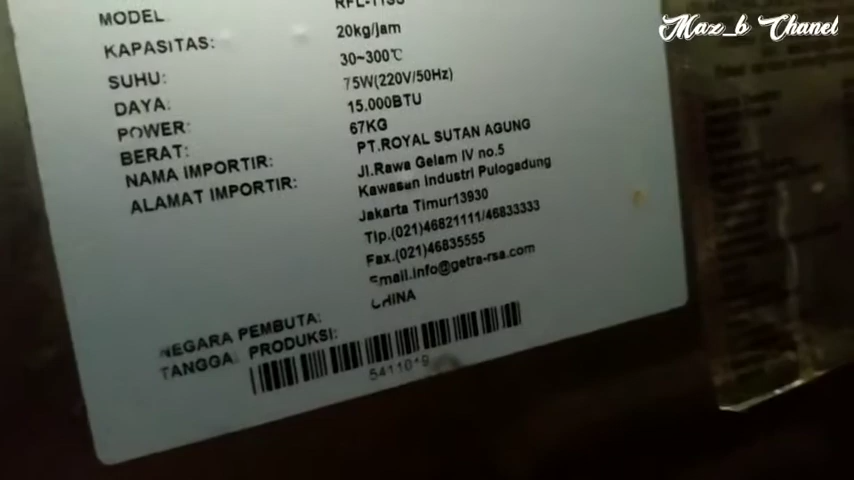 Maz_b Chanel
MODEL
KAPASITAS: 20kg/jam
SUHU: 30~300℃
DAYA: 75W(220V/50Hz)
POWER: 15.000BTU
BERAT: 67KG
NAMA IMPORTIR: PT.ROYAL SUTAN AGUNG
ALAMAT IMPORTIR: Jl.Rawa Gelam IV no.5
Kawasan Industri Pulogadung
Jakarta Timur13930
Tlp.(021)46821111/46833333
Fax.(021)46835555
Email.info@getra-rsa.com
NEGARA PEMBUTA: CHINA
TANGGAL PRODUKSI: